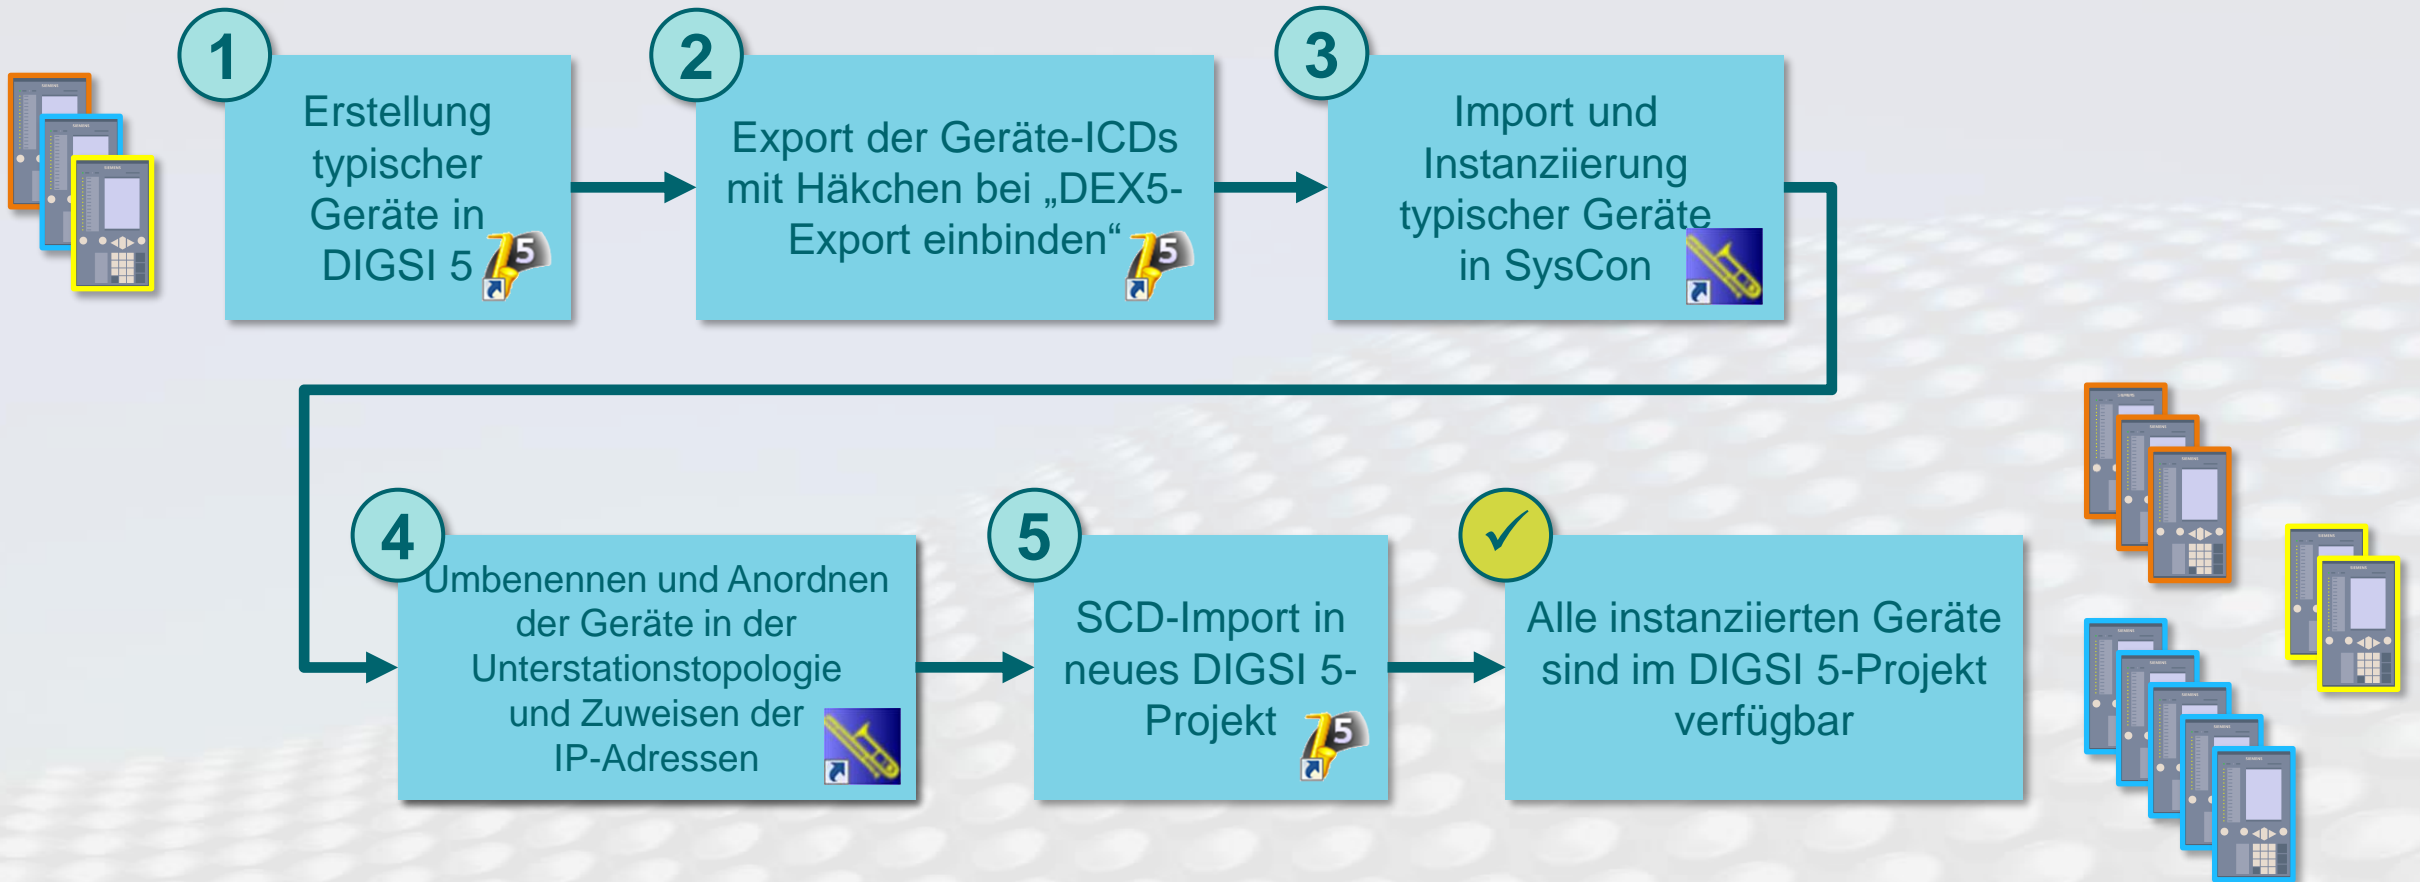 1
Erstellung
typischer
Geräte in
DIGSI 5
5
2
Export der Geräte-ICDs
mit Häkchen bei „DEX5-
Export einbinden“
5
3
Import und
Instanziierung
typischer Geräte
in SysCon
4
Umbenennen und Anordnen
der Geräte in der
Unterstationstopologie
und Zuweisen der
IP-Adressen
5
SCD-Import in
neues DIGSI 5-
Projekt
5
Alle instanziierten Geräte
sind im DIGSI 5-Projekt
verfügbar